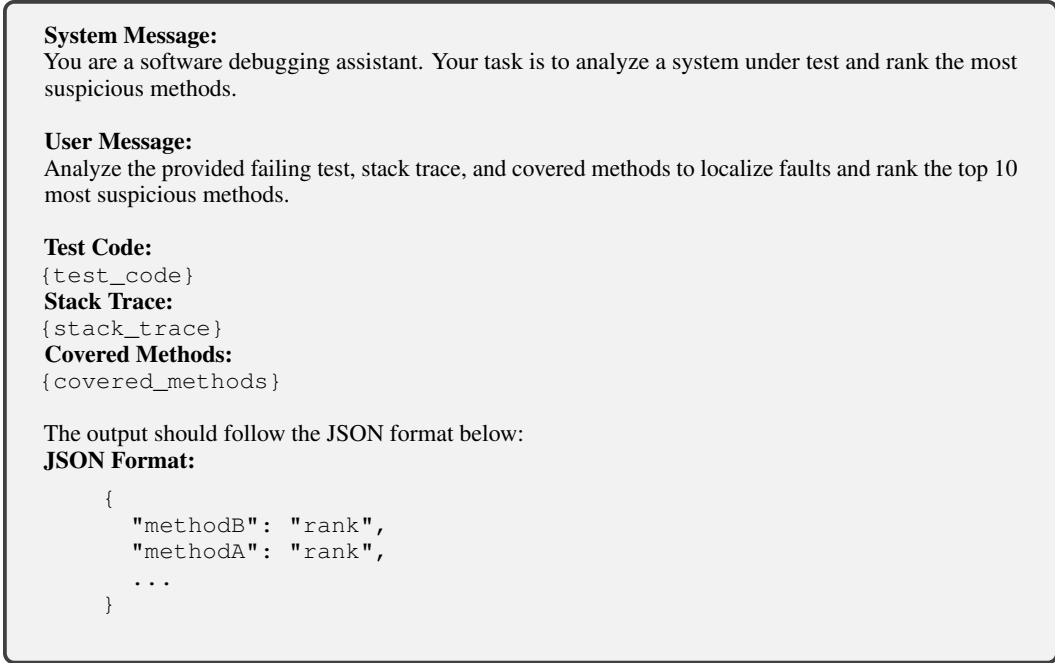 System Message:
You are a software debugging assistant. Your task is to analyze a system under test and rank the most
suspicious methods.
User Message:
Analyze the provided failing test, stack trace, and covered methods to localize faults and rank the top 10
most suspicious methods.
Test Code:
{test_code}
Stack Trace:
{stack_trace}
Covered Methods:
{covered_methods}
The output should follow the JSON format below:
JSON Format:
{
"methodB": "rank",
"methodA": "rank",
...
}